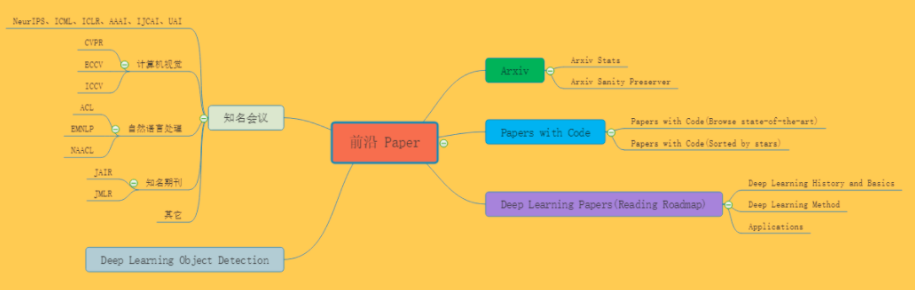 NeurIPS、ICML、ICLR、AAAI、IJCAI、UAI
CVPR
ECCV
ICCV
计算机视觉
ACL
EMNLP
NAACL
自然语言处理
JAIR
JMLR
知名期刊
其它
知名会议
Deep Learning Object Detection
前沿 Paper
Arxiv
Arxiv Stats
Arxiv Sanity Preserver
Papers with Code
Papers with Code(Browse state-of-the-art)
Papers with Code(Sorted by stars)
Deep Learning Papers(Reading Roadmap)
Deep Learning History and Basics
Deep Learning Method
Applications